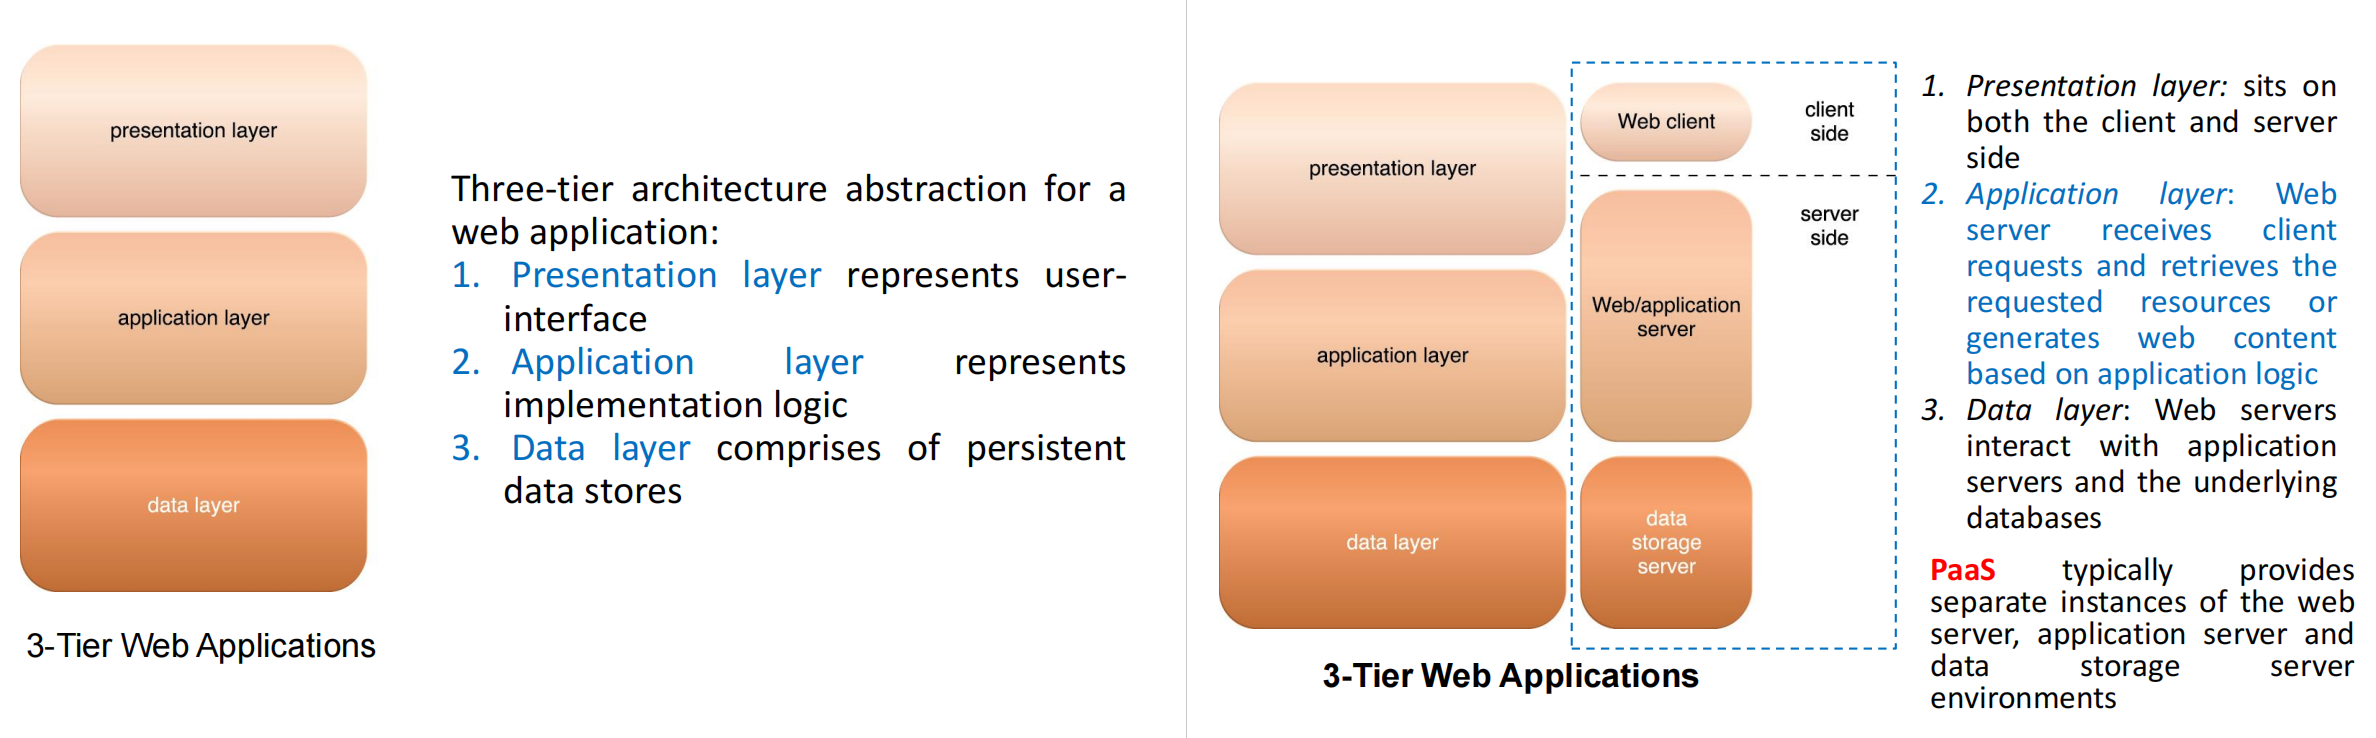 presentation layer
application layer
data layer
3-Tier Web Applications
Three-tier architecture abstraction for a
web application:
1. Presentation layer represents user-
interface
2. Application layer represents
implementation logic
3. Data layer comprises of persistent
data stores
presentation layer
application layer
data layer
Web client
client
side
server
side
Web/application
server
data
storage
server
3-Tier Web Applications
1. Presentation layer: sits on
both the client and server
side
2. Application layer: Web
server receives client
requests and retrieves the
requested resources or
generates web content
based on application logic
3. Data layer: Web servers
interact with application
servers and the underlying
databases
PaaS typically provides
separate instances of the web
server, application server and
data storage server
environments